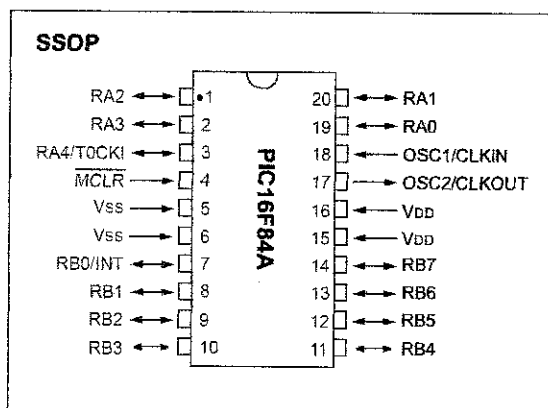 SSOP
RA2 1 20 RA1
RA3 2 19 RA0
RA4/T0CKI 3 18 OSC1/CLKIN
MCLR 4 17 OSC2/CLKOUT
VSS 5 16 VDD
VSS 6 15 VDD
RB0/INT 7 14 RB7
RB1 8 13 RB6
RB2 9 12 RB5
RB3 10 11 RB4
PIC16F84A